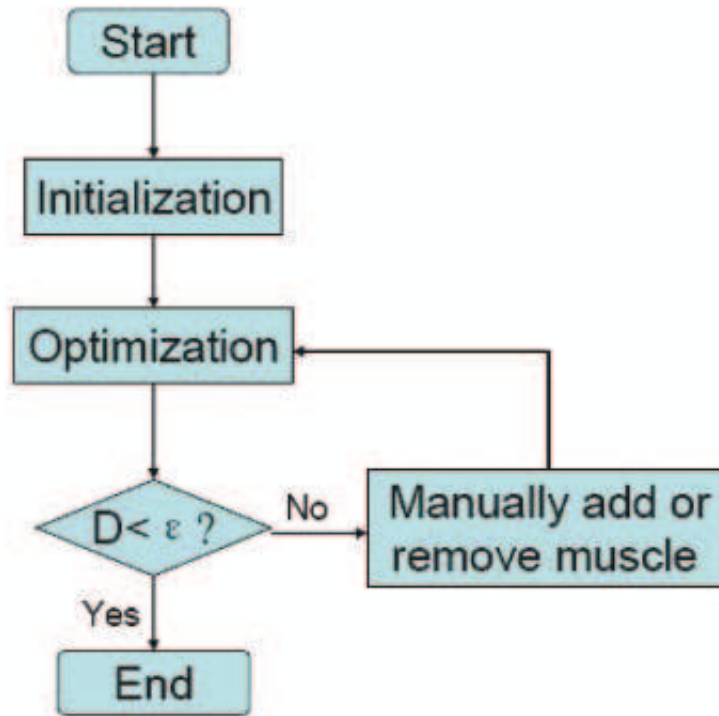 Start
Initialization
Optimization
D< ε ?
No
Manually add or
remove muscle
Yes
End